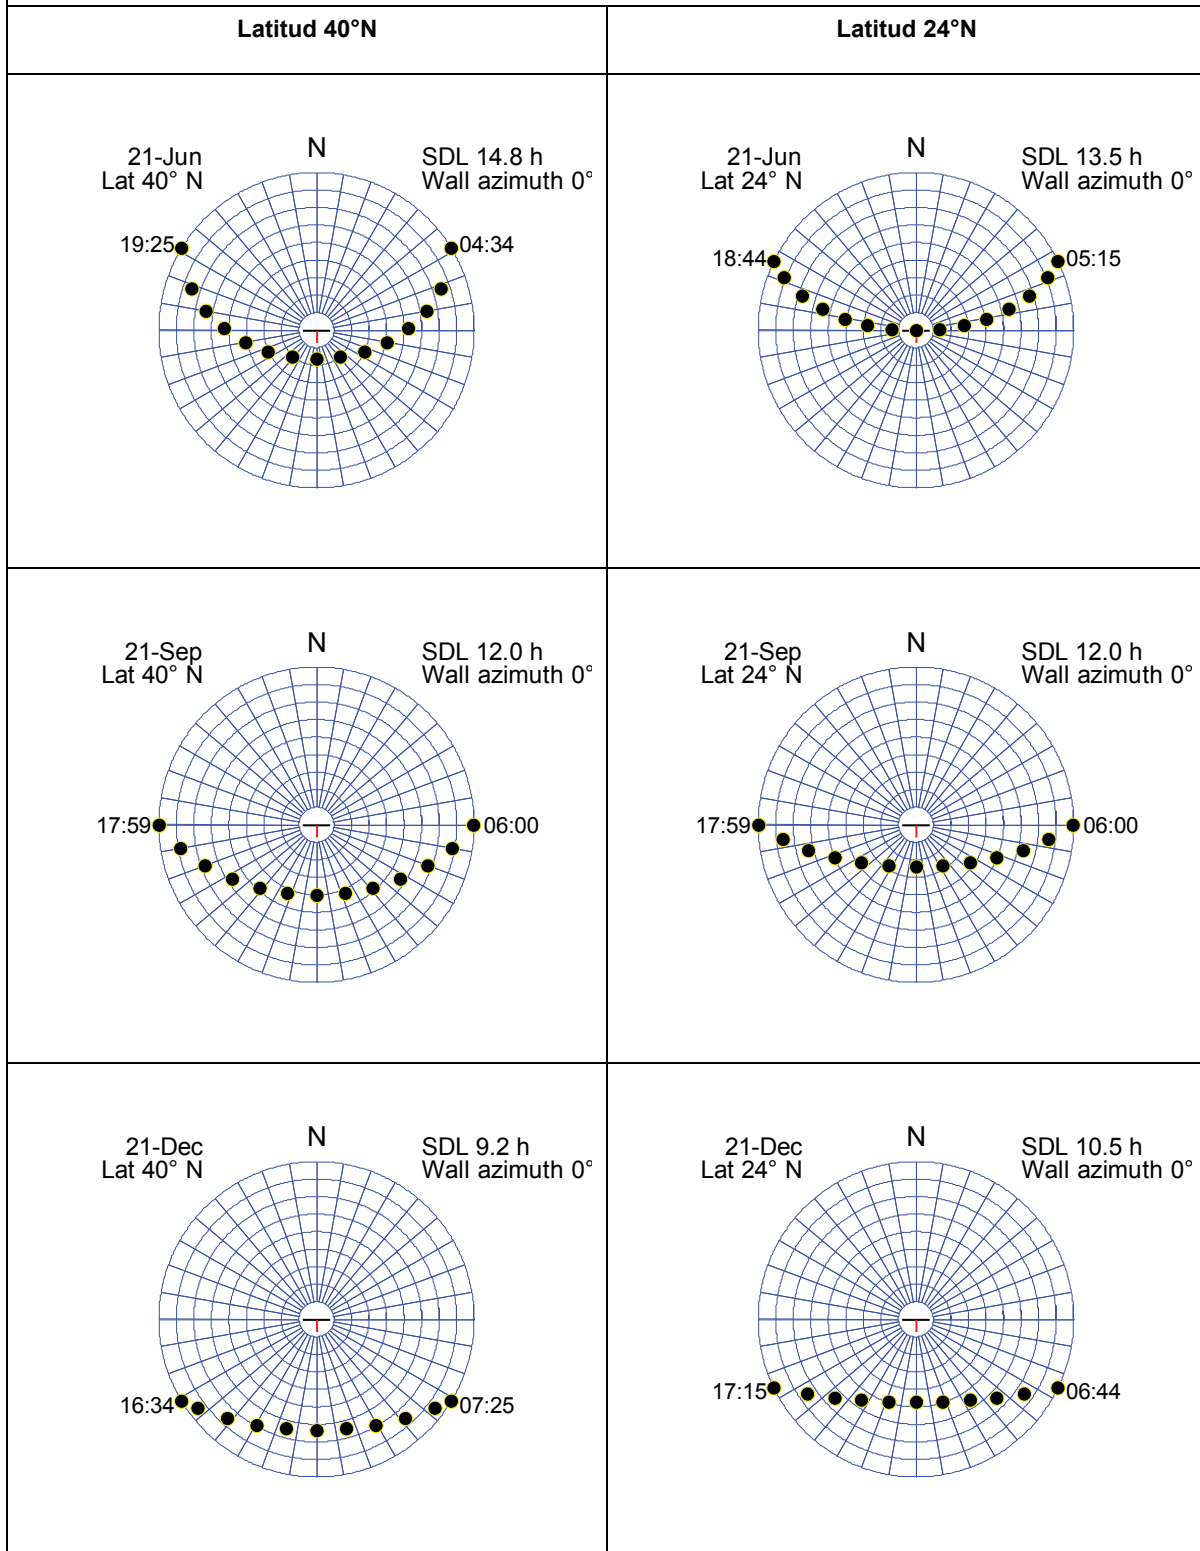 Latitud 40°N
Latitud 24°N
N
21-Jun
Lat 40° N
SDL 14.8 h
Wall azimuth 0°
19:25
04:34
N
21-Jun
Lat 24° N
SDL 13.5 h
Wall azimuth 0°
18:44
05:15
N
21-Sep
Lat 40° N
SDL 12.0 h
Wall azimuth 0°
17:59
06:00
N
21-Sep
Lat 24° N
SDL 12.0 h
Wall azimuth 0°
17:59
06:00
N
21-Dec
Lat 40° N
SDL 9.2 h
Wall azimuth 0°
16:34
07:25
N
21-Dec
Lat 24° N
SDL 10.5 h
Wall azimuth 0°
17:15
06:44